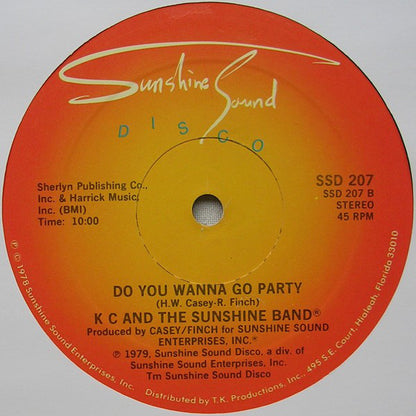 Sunshine Sound
DISCO
Sherlyn Publishing Co.,
Inc. & Harrick Music,
Inc. (BMI)
Time: 10:00
SSD 207
SSD 207 B
STEREO
45 RPM
DO YOU WANNA GO PARTY
(H.W. Casey-R. Finch)
K C AND THE SUNSHINE BAND®
Produced by CASEY/FINCH for SUNSHINE SOUND
ENTERPRISES, INC.*
℗ 1979, Sunshine Sound Disco, a div. of
Sunshine Sound Enterprises, Inc.
Tm Sunshine Sound Disco
℗ © 1978 Sunshine Sound Enterprises, Inc. Distributed by T.K. Productions, Inc., 495 S.E. Court, Hialeah, Florida 33010